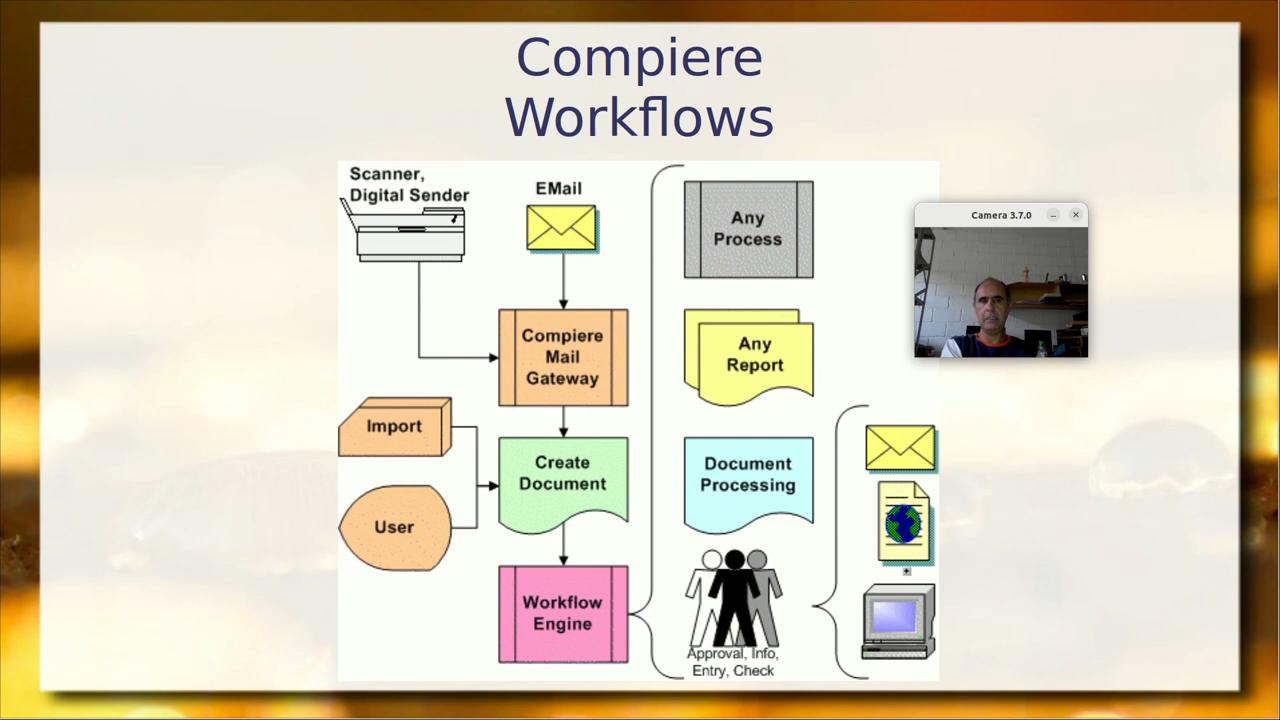 Compiere
Workflows
Scanner,
Digital Sender
EMail
Any
Process
Camera 3.7.0
Compiere
Mail
Gateway
Any
Report
Import
Create
Document
Document
Processing
User
Workflow
Engine
Approval, Info,
Entry, Check